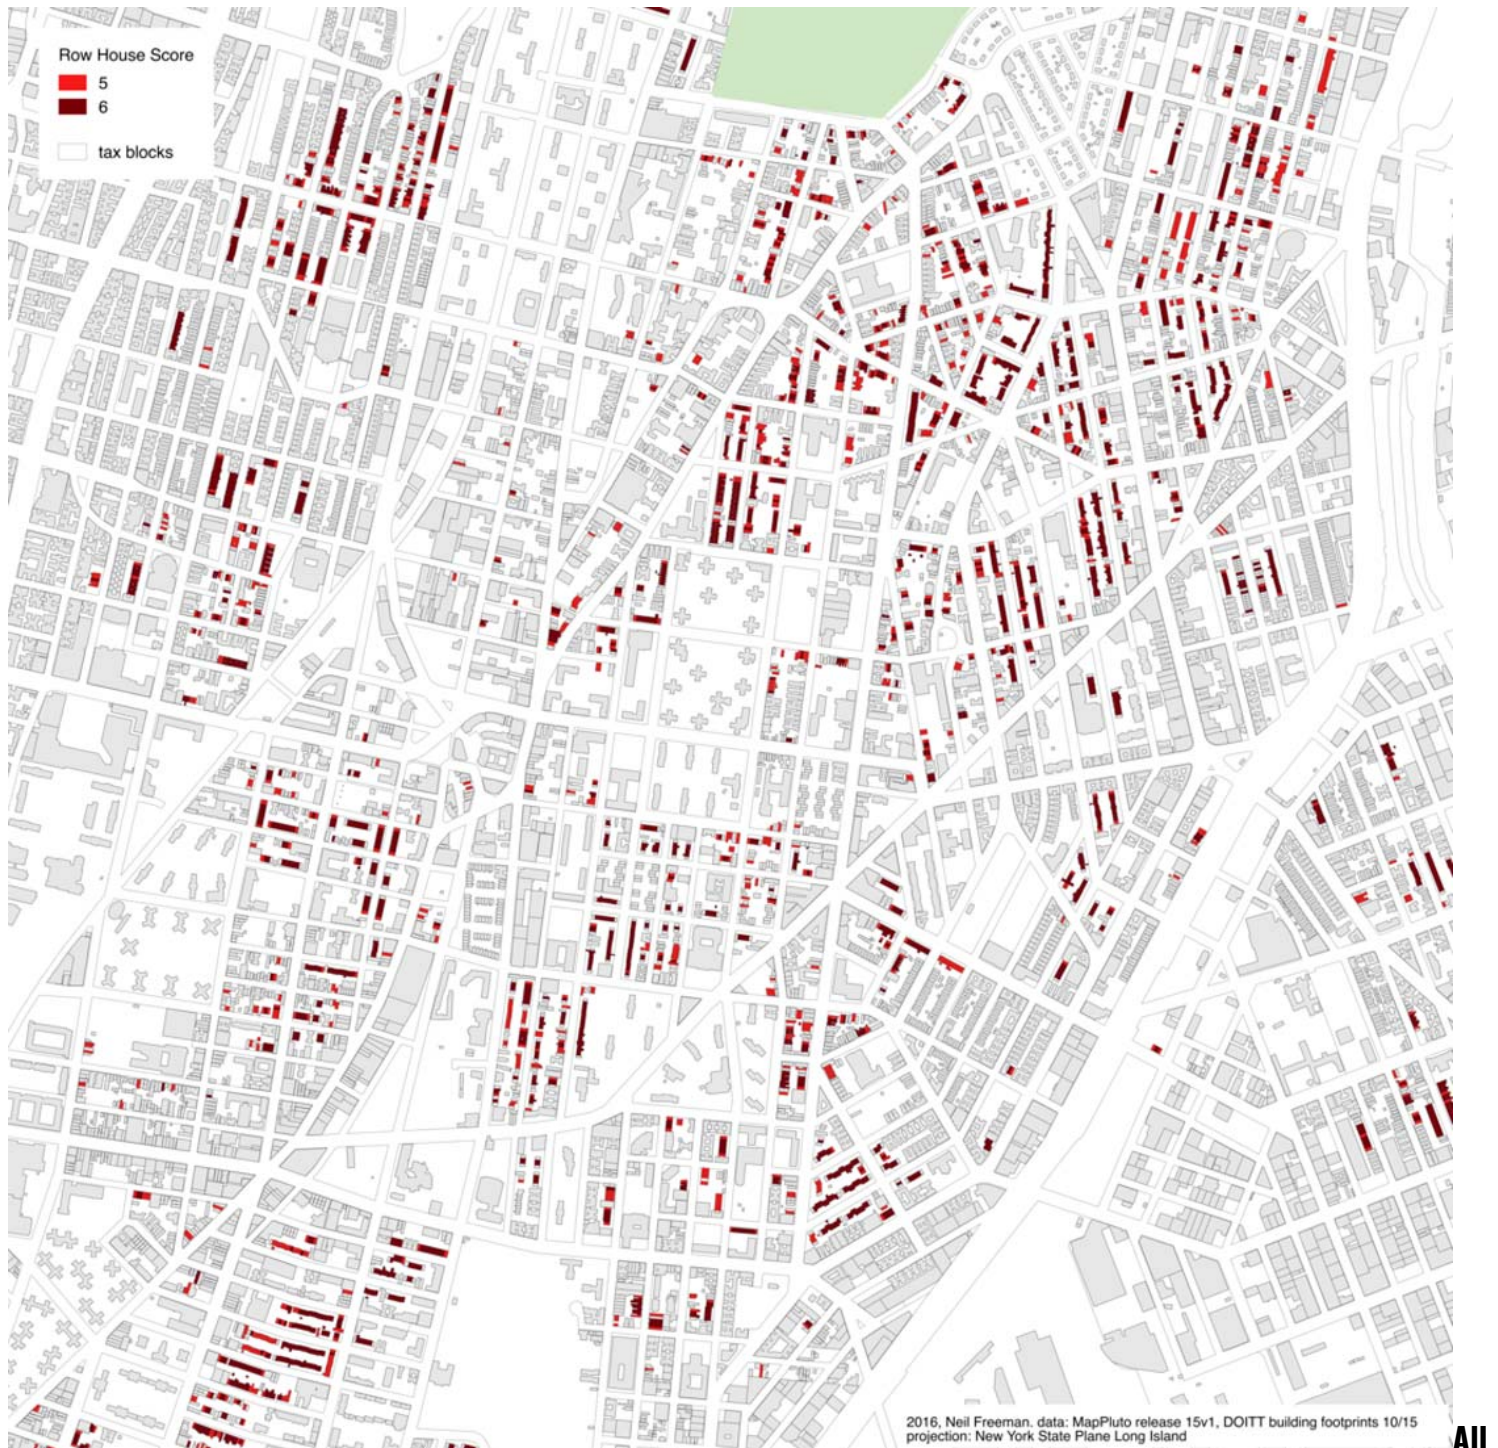 Row House Score
5
6
tax blocks
2016, Neil Freeman. data: MapPluto release 15v1, DOITT building footprints 10/15
projection: New York State Plane Long Island
All